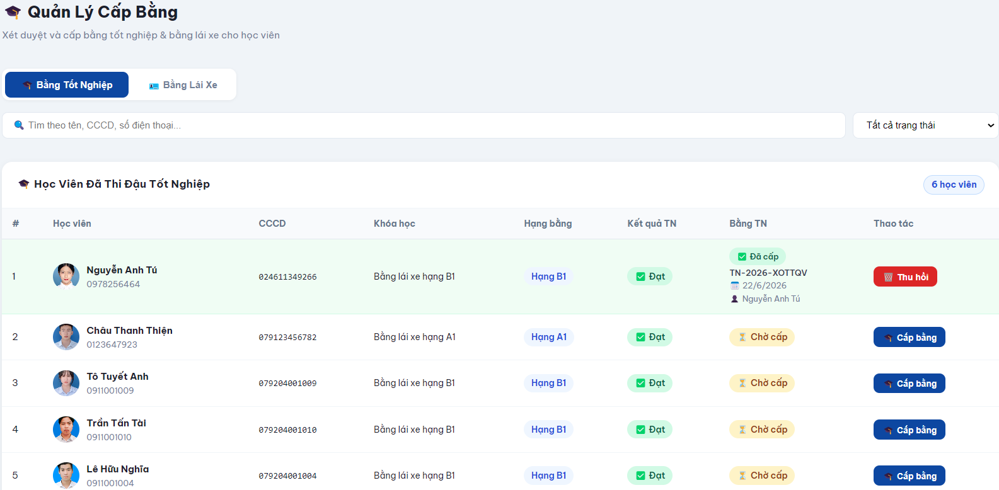 Quản Lý Cấp Bằng
Xét duyệt và cấp bằng tốt nghiệp & bằng lái xe cho học viên
Bằng Tốt Nghiệp Bằng Lái Xe
Tìm theo tên, CCCD, số điện thoại... Tất cả trạng thái
Học Viên Đã Thi Đậu Tốt Nghiệp 6 học viên
# Học viên CCCD Khóa học Hạng bằng Kết quả TN Bằng TN Thao tác
1 Nguyễn Anh Tú 0978256464 024611349266 Bằng lái xe hạng B1 Hạng B1 Đạt Đã cấp TN-2026-XOTTQV 22/6/2026 Nguyễn Anh Tú Thu hồi
2 Châu Thanh Thiện 0123647923 079123456782 Bằng lái xe hạng A1 Hạng A1 Đạt Chờ cấp Cấp bằng
3 Tô Tuyết Anh 0911001009 079204001009 Bằng lái xe hạng B1 Hạng B1 Đạt Chờ cấp Cấp bằng
4 Trần Tấn Tài 0911001010 079204001010 Bằng lái xe hạng B1 Hạng B1 Đạt Chờ cấp Cấp bằng
5 Lê Hữu Nghĩa 0911001004 079204001004 Bằng lái xe hạng B1 Hạng B1 Đạt Chờ cấp Cấp bằng